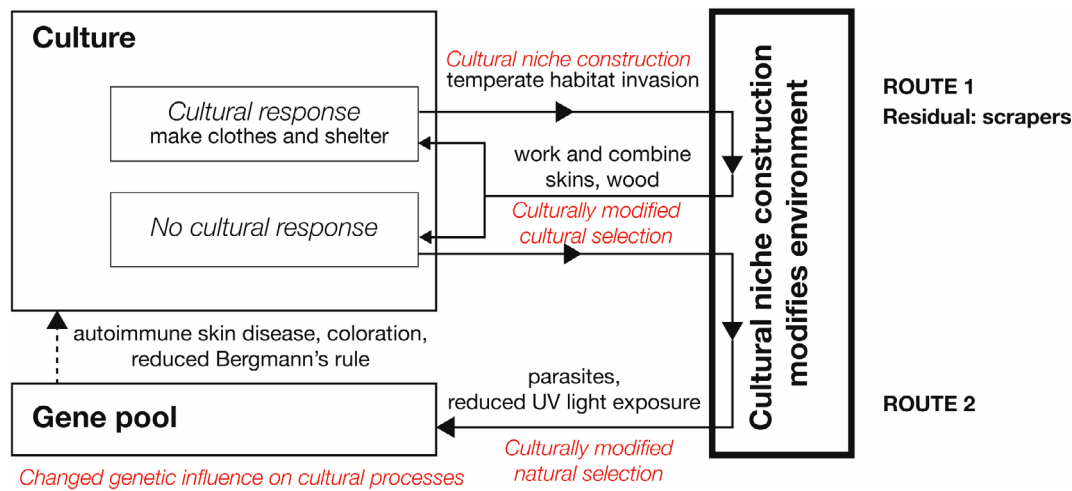 Culture
Cultural response
make clothes and shelter
No cultural response
Cultural niche construction
temperate habitat invasion
work and combine
skins, wood
Culturally modified
cultural selection
Cultural niche construction
modifies environment
ROUTE 1
Residual: scrapers
autoimmune skin disease, coloration,
reduced Bergmann’s rule
Gene pool
Changed genetic influence on cultural processes
parasites,
reduced UV light exposure
Culturally modified
natural selection
ROUTE 2